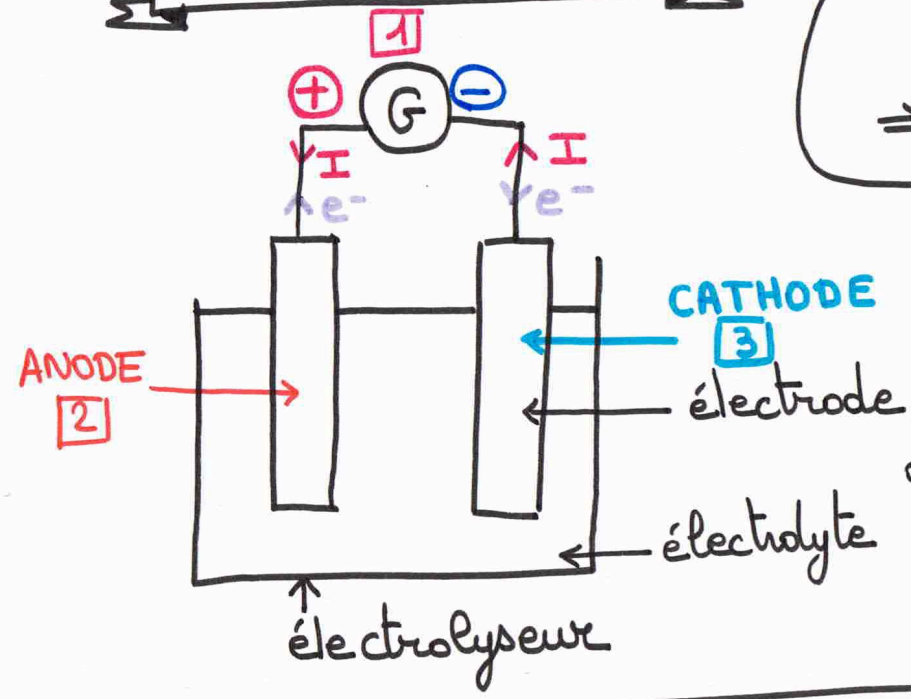 1
+ G −
I I
e- e-
CATHODE
3
ANODE
2
électrode
électrolyte
électrolyseur